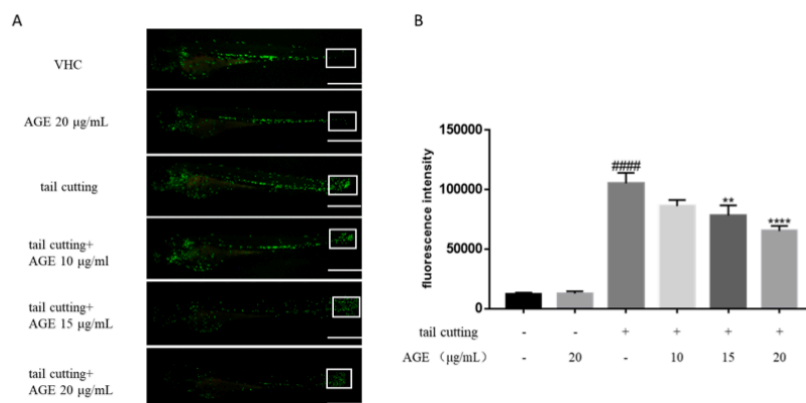 A
VHC
AGE 20 μg/mL
tail cutting
tail cutting+
AGE 10 μg/ml
tail cutting+
AGE 15 μg/mL
tail cutting+
AGE 20 μg/mL
B
fluorescence intensity
150000
100000
50000
0
####
**
****
tail cutting - - + + + +
AGE （μg/mL） - 20 - 10 15 20